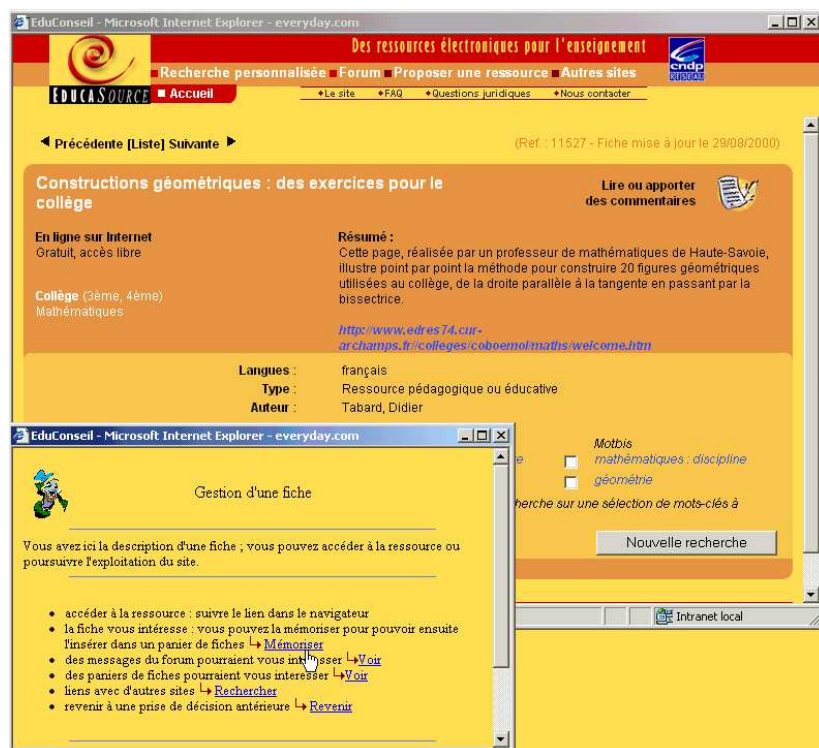 EduConseil - Microsoft Internet Explorer - everyday.com
Des ressources électroniques pour l'enseignement
cndp
RESEAU
Recherche personnalisée Forum Proposer une ressource Autres sites
EDUCASOURCE Accueil
Le site FAQ Questions juridiques Nous contacter
Précédente [Liste] Suivante
(Ref. : 11527 - Fiche mise à jour le 29/08/2000)
Constructions géométriques : des exercices pour le
collège
Lire ou apporter
des commentaires
En ligne sur Internet
Gratuit, accès libre
Collège (3ème, 4ème)
Mathématiques
Résumé :
Cette page, réalisée par un professeur de mathématiques de Haute-Savoie,
illustre point par point la méthode pour construire 20 figures géométriques
utilisées au collège, de la droite parallèle à la tangente en passant par la
bissectrice.
http://www.edres74.cur-
archamps.fr//colleges/coboemol/maths/welcome.htm
Langues : français
Type : Ressource pédagogique ou éducative
Auteur : Tabard, Didier
Motbis
e mathématiques : discipline
géométrie
herche sur une sélection de mots-clés à
Nouvelle recherche
Intranet local
EduConseil - Microsoft Internet Explorer - everyday.com
Gestion d'une fiche
Vous avez ici la description d'une fiche ; vous pouvez accéder à la ressource ou
poursuivre l'exploitation du site.
accéder à la ressource : suivre le lien dans le navigateur
la fiche vous intéresse : vous pouvez la mémoriser pour pouvoir ensuite
l'insérer dans un panier de fiches Mémoriser
des messages du forum pourraient vous intéresser Voir
des paniers de fiches pourraient vous interesser Voir
liens avec d'autres sites Rechercher
revenir à une prise de décision antérieure Revenir